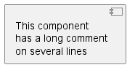 This component
has a long comment
on several lines